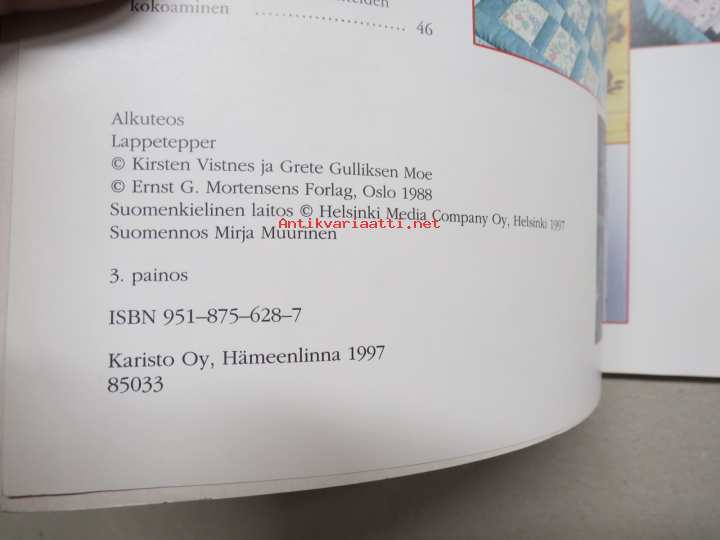 kokoaminen ........................ 46
Alkuteos
Lappetepper
© Kirsten Vistnes ja Grete Gulliksen Moe
© Ernst G. Mortensens Forlag, Oslo 1988
Suomenkielinen laitos © Helsinki Media Company Oy, Helsinki 1997
Antikvariaatti.net
Suomennos Mirja Muurinen
3. painos
ISBN 951–875–628–7
Karisto Oy, Hämeenlinna 1997
85033